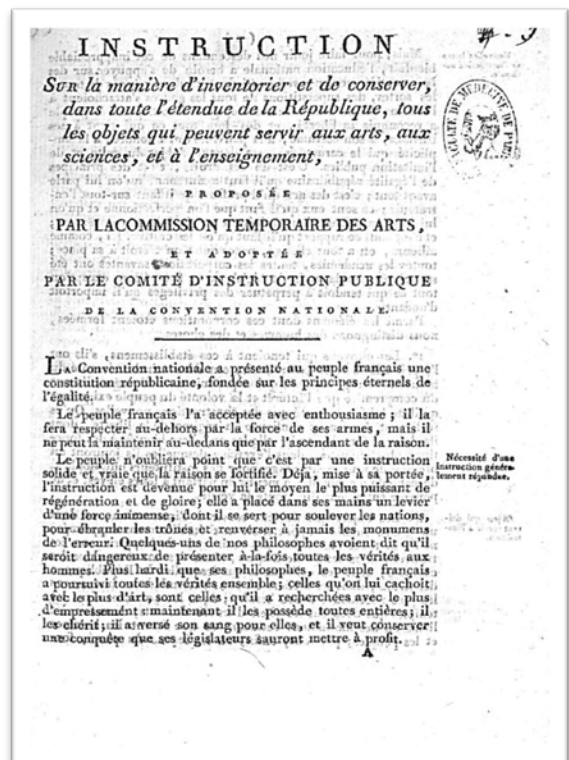 INSTRUCTION
SUR la manière d'inventorier et de conserver,
dans toute l'étendue de la République, tous
les objets qui peuvent servir aux arts, aux
sciences, et à l'enseignement,
PROPOSÉE
PAR LACOMMISSION TEMPORAIRE DES ARTS,
ET ADOPTÉE
PAR LE COMITÉ D'INSTRUCTION PUBLIQUE
DE LA CONVENTION NATIONALE.
LA Convention nationale a présenté au peuple français une
constitution républicaine, fondée sur les principes éternels de
l'égalité.
Le peuple français l'a acceptée avec enthousiasme ; il la
fera respecter au-dehors par la force de ses armes, mais il
ne peut la maintenir au-dedans que par l'ascendant de la raison.
Le peuple n'oubliera point que c'est par une instruction
solide et vraie que la raison se fortifie. Déja, mise à sa portée,
l'instruction est devenue pour lui le moyen le plus puissant de
régénération et de gloire; elle a placé dans ses mains un levier
d'une force immense, dont il se sert pour soulever les nations,
pour ébranler les trônes et renverser à jamais les monumens
de l'erreur. Quelques-uns de nos philosophes avoient dit qu'il
seroit dangereux de présenter à-la-fois toutes les vérités aux
hommes. Plus hardi que ses philosophes, le peuple français
a poursuivi toutes les vérités ensemble; celles qu'on lui cachoit
avec le plus d'art, sont celles qu'il a recherchées avec le plus
d'empressement : maintenant il les possède toutes entières; il
les chérit; il a versé son sang pour elles, et il veut conserver
une conquête que ses législateurs sauront mettre à profit.
A
Nécessité d'une
instruction généra-
lement répandue.
FACULTÉ DE MÉDECINE DE PARIS